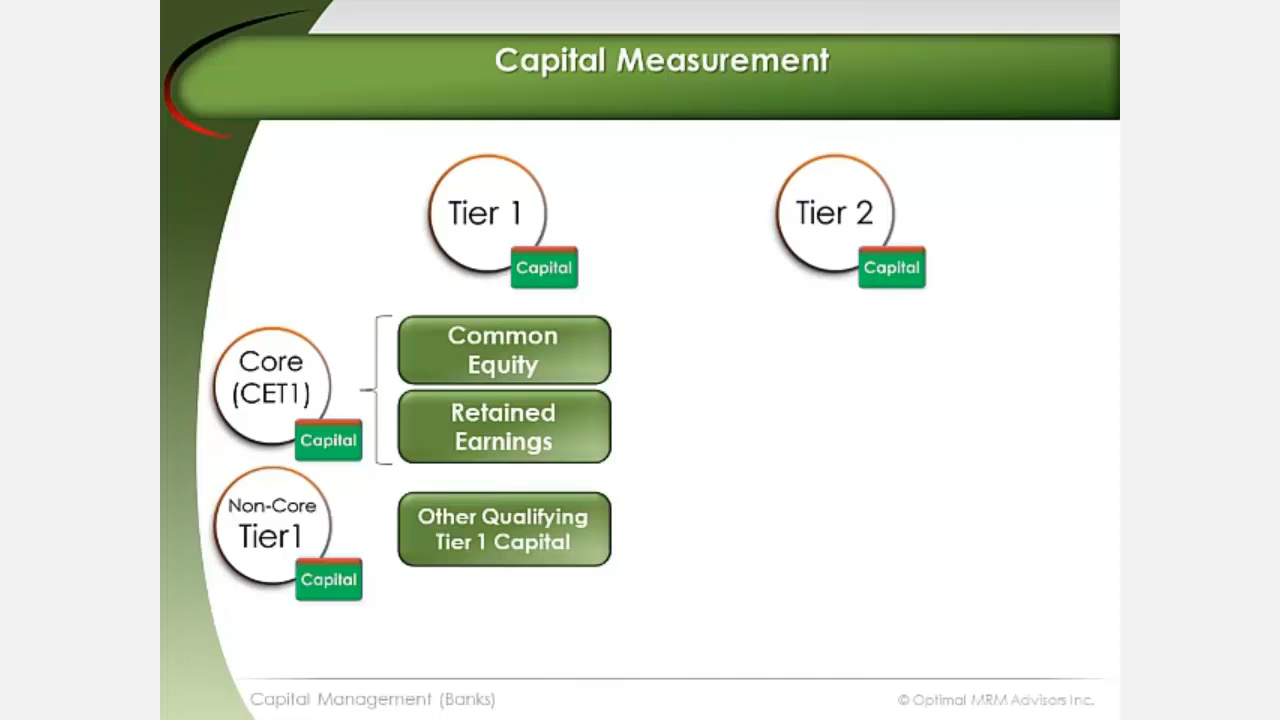 Capital Measurement
Tier 1
Capital
Tier 2
Capital
Core
(CET1)
Capital
Common
Equity
Retained
Earnings
Non-Core
Tier1
Capital
Other Qualifying
Tier 1 Capital
Capital Management (Banks)
© Optimal MRM Advisors Inc.